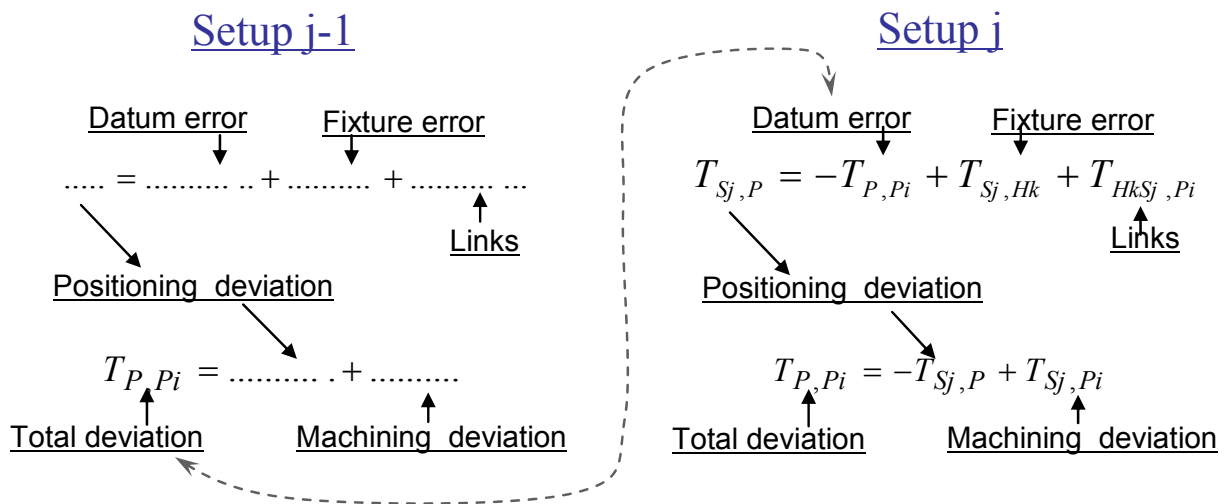 Setup j-1
Datum error
Fixture error
..... = .......... .. + .......... + .......... ...
Links
Positioning deviation
T_{P,Pi} = .......... . + ..........
Total deviation
Machining deviation
Setup j
Datum error
Fixture error
T_{Sj,P} = -T_{P,Pi} + T_{Sj,Hk} + T_{HkSj,Pi}
Links
Positioning deviation
T_{P,Pi} = -T_{Sj,P} + T_{Sj,Pi}
Total deviation
Machining deviation